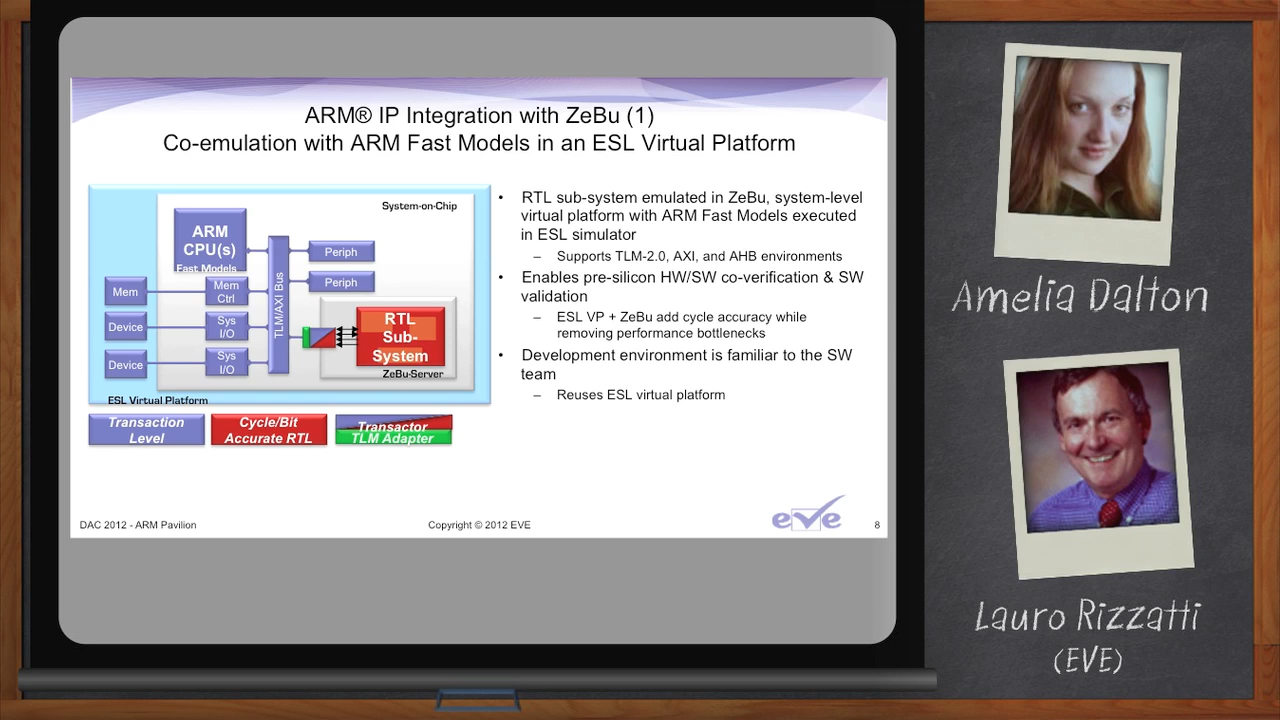 ARM® IP Integration with ZeBu (1)
Co-emulation with ARM Fast Models in an ESL Virtual Platform
System-on-Chip
ARM
CPU(s)
Fast Models
Mem
Mem
Ctrl
Device
Sys
I/O
Device
Sys
I/O
TLM/AXI Bus
Periph
Periph
RTL
Sub-
System
ZeBu-Server
ESL Virtual Platform
Transaction
Level
Cycle/Bit
Accurate RTL
Transactor
TLM Adapter
• RTL sub-system emulated in ZeBu, system-level
virtual platform with ARM Fast Models executed
in ESL simulator
– Supports TLM-2.0, AXI, and AHB environments
• Enables pre-silicon HW/SW co-verification & SW
validation
– ESL VP + ZeBu add cycle accuracy while
removing performance bottlenecks
• Development environment is familiar to the SW
team
– Reuses ESL virtual platform
DAC 2012 - ARM Pavilion
Copyright © 2012 EVE
eve
8
Amelia Dalton
Lauro Rizzatti
(EVE)